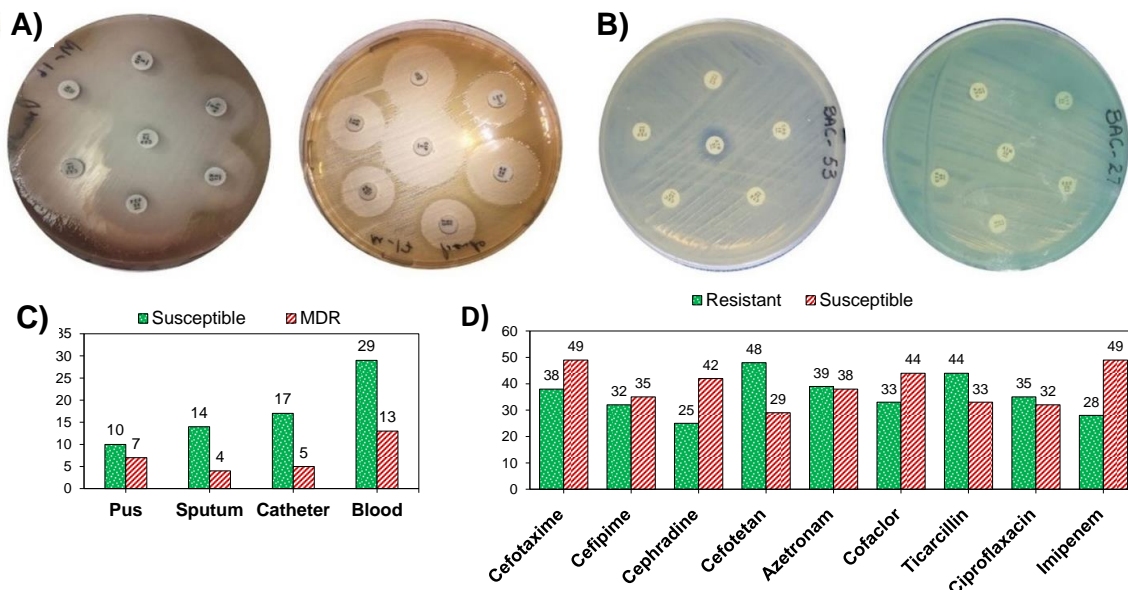 A)
B)
BAC-53
BAC-27
C)
Susceptible MDR
35
30
25
20
15
10
5
0
10
7
14
4
17
5
29
13
Pus Sputum Catheter Blood
D)
Resistant Susceptible
60
50
40
30
20
10
0
38
49
32
35
25
42
48
29
39
38
33
44
44
33
35
32
28
49
Cefotaxime
Cefipime
Cephradine
Cefotetan
Azetronam
Cofaclor
Ticarcillin
Ciproflaxacin
Imipenem